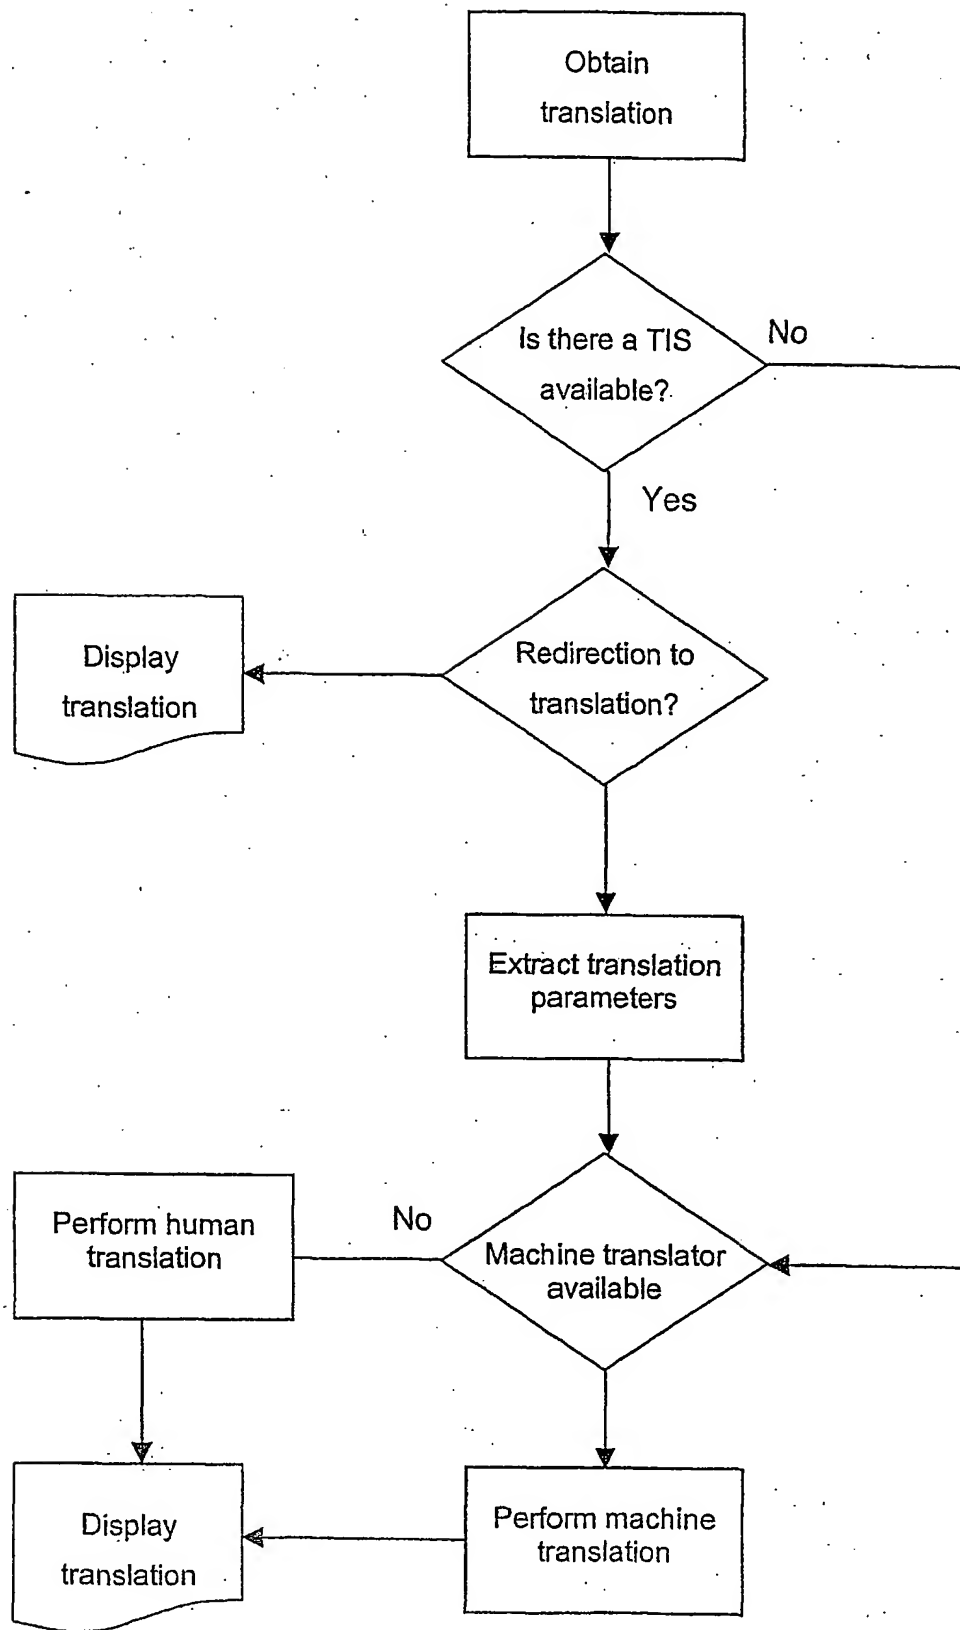 Obtain
translation
Is there a TIS
available?
No
Yes
Redirection to
translation?
Display
translation
Extract translation
parameters
Machine translator
available
No
Perform human
translation
Perform machine
translation
Display
translation